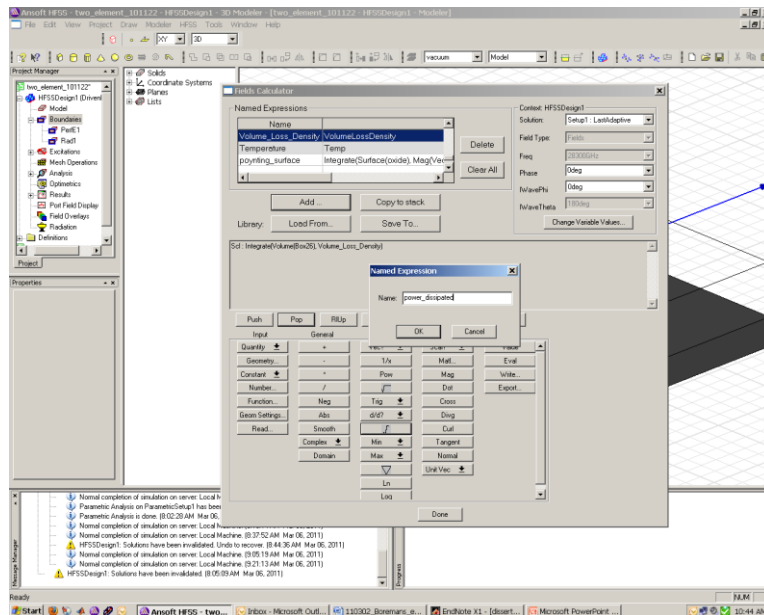 Ansoft HFSS - two_element_101122 - HFSSDesign1 - 3D Modeler - [two_element_101122 - HFSSDesign1 - Modeler]
File Edit View Project Draw Modeler HFSS Tools Window Help
XY 3D
vacuum Model
Project Manager
two_element_101122*
HFSSDesign1 (Driven
Model
Boundaries
PerfE1
Rad1
Excitations
Mesh Operations
Analysis
Optimetrics
Results
Port Field Display
Field Overlays
Radiation
Definitions
Project
Properties
Solids
Coordinate Systems
Planes
Lists
Fields Calculator
Named Expressions
Name
Volume_Loss_Density VolumeLossDensity
Temperature Temp
poynting_surface Integrate(Surface(oxide), Mag(Vec
Delete
Clear All
Add ...
Copy to stack
Library:
Load From...
Save To...
Context: HFSSDesign1
Solution: Setup1 : LastAdaptive
Field Type: Fields
Freq 28300GHz
Phase 0deg
IWavePhi 0deg
IWaveTheta 180deg
Change Variable Values...
Scl : Integrate(Volume(Box26), Volume_Loss_Density)
Named Expression
Name: power_dissipated
OK
Cancel
Push Pop RlUp
Input General
Quantity + Vec? Scal? Value
Geometry... - 1/x Matl... Eval
Constant * Pow Mag Write...
Number... / Dot Export...
Function... Neg Trig Cross
Geom Settings... Abs d/d? Divg
Read... Smooth ∫ Curl
Complex Min Tangent
Domain Max Normal
▽ Unit Vec
Ln
Log
Done
Normal completion of simulation on server: Local M
Parametric Analysis on ParametricSetup1 has bee
Parametric Analysis is done. (8:02:28 AM Mar 06,
Normal completion of simulation on server: Local Machine. (8:37:52 AM Mar 06, 2011)
HFSSDesign1: Solutions have been invalidated. Undo to recover. (8:44:36 AM Mar 06, 2011)
Normal completion of simulation on server: Local Machine. (9:05:19 AM Mar 06, 2011)
Normal completion of simulation on server: Local Machine. (9:21:13 AM Mar 06, 2011)
HFSSDesign1: Solutions have been invalidated. (8:05:09 AM Mar 06, 2011)
Message Manager
Progress
Ready
NUM
Start
Ansoft HFSS - two...
Inbox - Microsoft Outl...
110302_Boremans_e...
EndNote X1 - [dissert...
Microsoft PowerPoint ...
10:44 AM